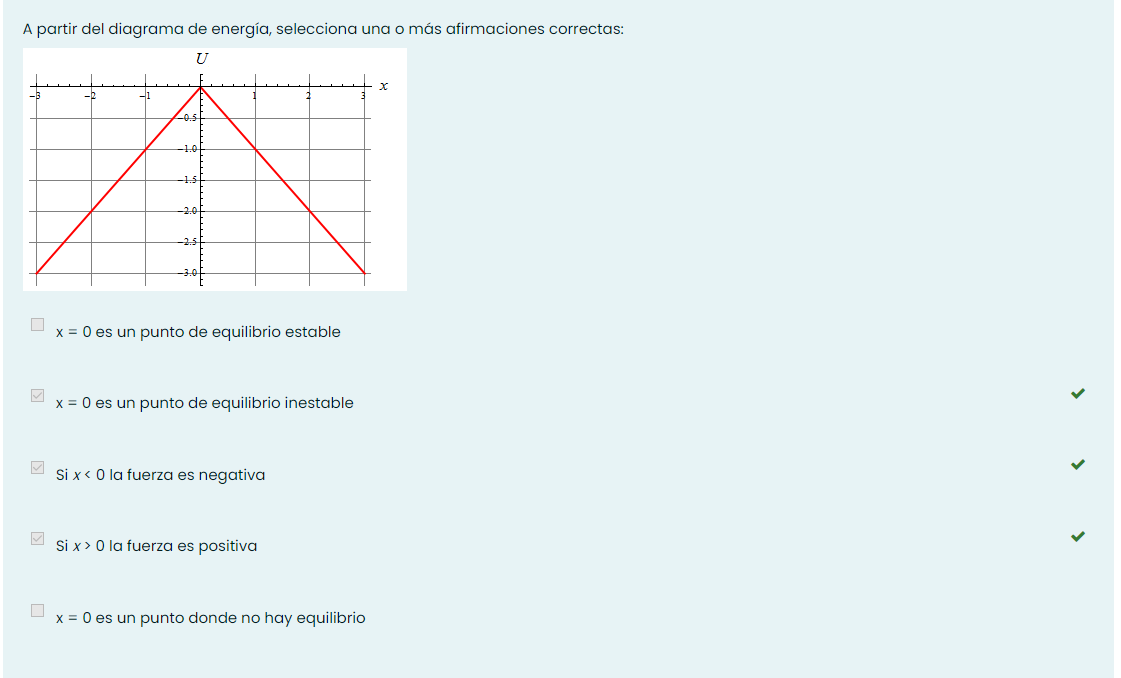 A partir del diagrama de energía, selecciona una o más afirmaciones correctas:
U
x
-3 -2 -1 1 2 3
-0.5
-1.0
-1.5
-2.0
-2.5
-3.0
x = 0 es un punto de equilibrio estable
x = 0 es un punto de equilibrio inestable
Si x < 0 la fuerza es negativa
Si x > 0 la fuerza es positiva
x = 0 es un punto donde no hay equilibrio